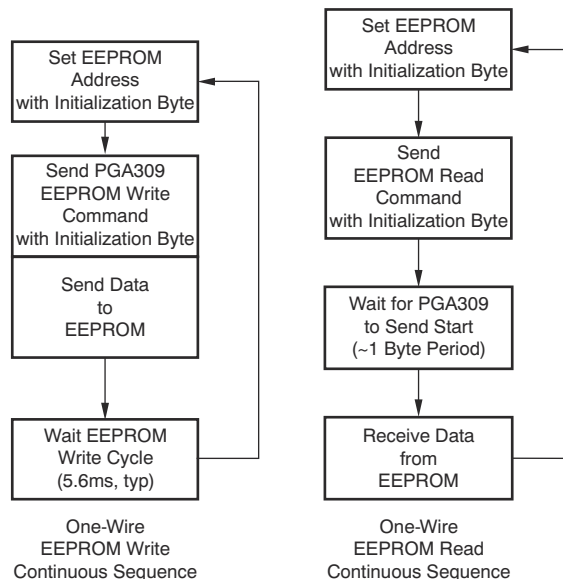 Set EEPROM
Address
with Initialization Byte
Send PGA309
EEPROM Write
Command
with Initialization Byte
Send Data
to
EEPROM
Wait EEPROM
Write Cycle
(5.6ms, typ)
One-Wire
EEPROM Write
Continuous Sequence
Set EEPROM
Address
with Initialization Byte
Send
EEPROM Read
Command
with Initialization Byte
Wait for PGA309
to Send Start
(~1 Byte Period)
Receive Data
from
EEPROM
One-Wire
EEPROM Read
Continuous Sequence